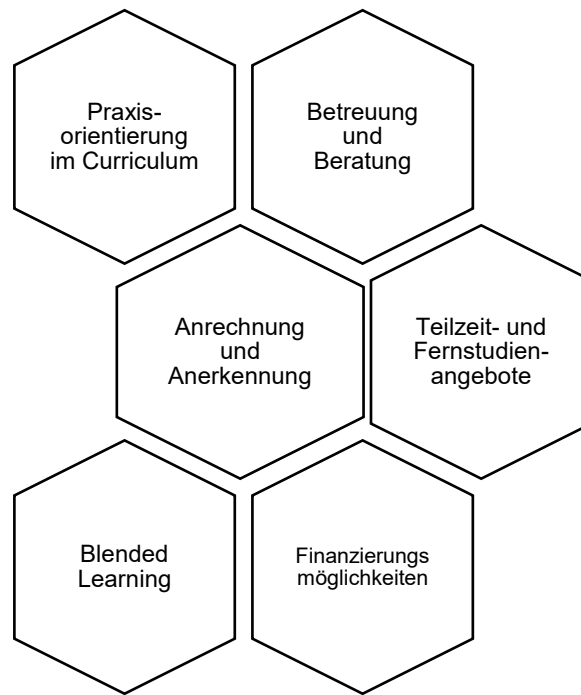 Praxis-
orientierung
im Curriculum
Betreuung
und
Beratung
Anrechnung
und
Anerkennung
Teilzeit- und
Fernstudien-
angebote
Blended
Learning
Finanzierungs
möglichkeiten